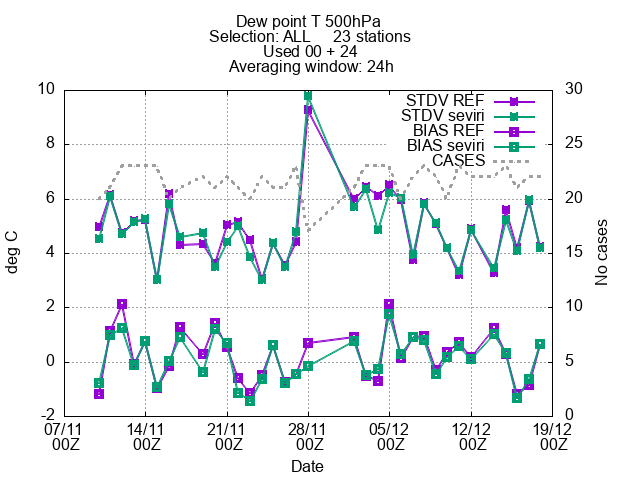 Dew point T 500hPa
Selection: ALL 23 stations
Used 00 + 24
Averaging window: 24h
10 30
STDV REF
STDV seviri
8 25
BIAS REF
BIAS seviri
CASES
6 20
4 15
2 10
0 5
-2 0
deg C
No cases
07/11 14/11 21/11 28/11 05/12 12/12 19/12
00Z 00Z 00Z 00Z 00Z 00Z 00Z
Date